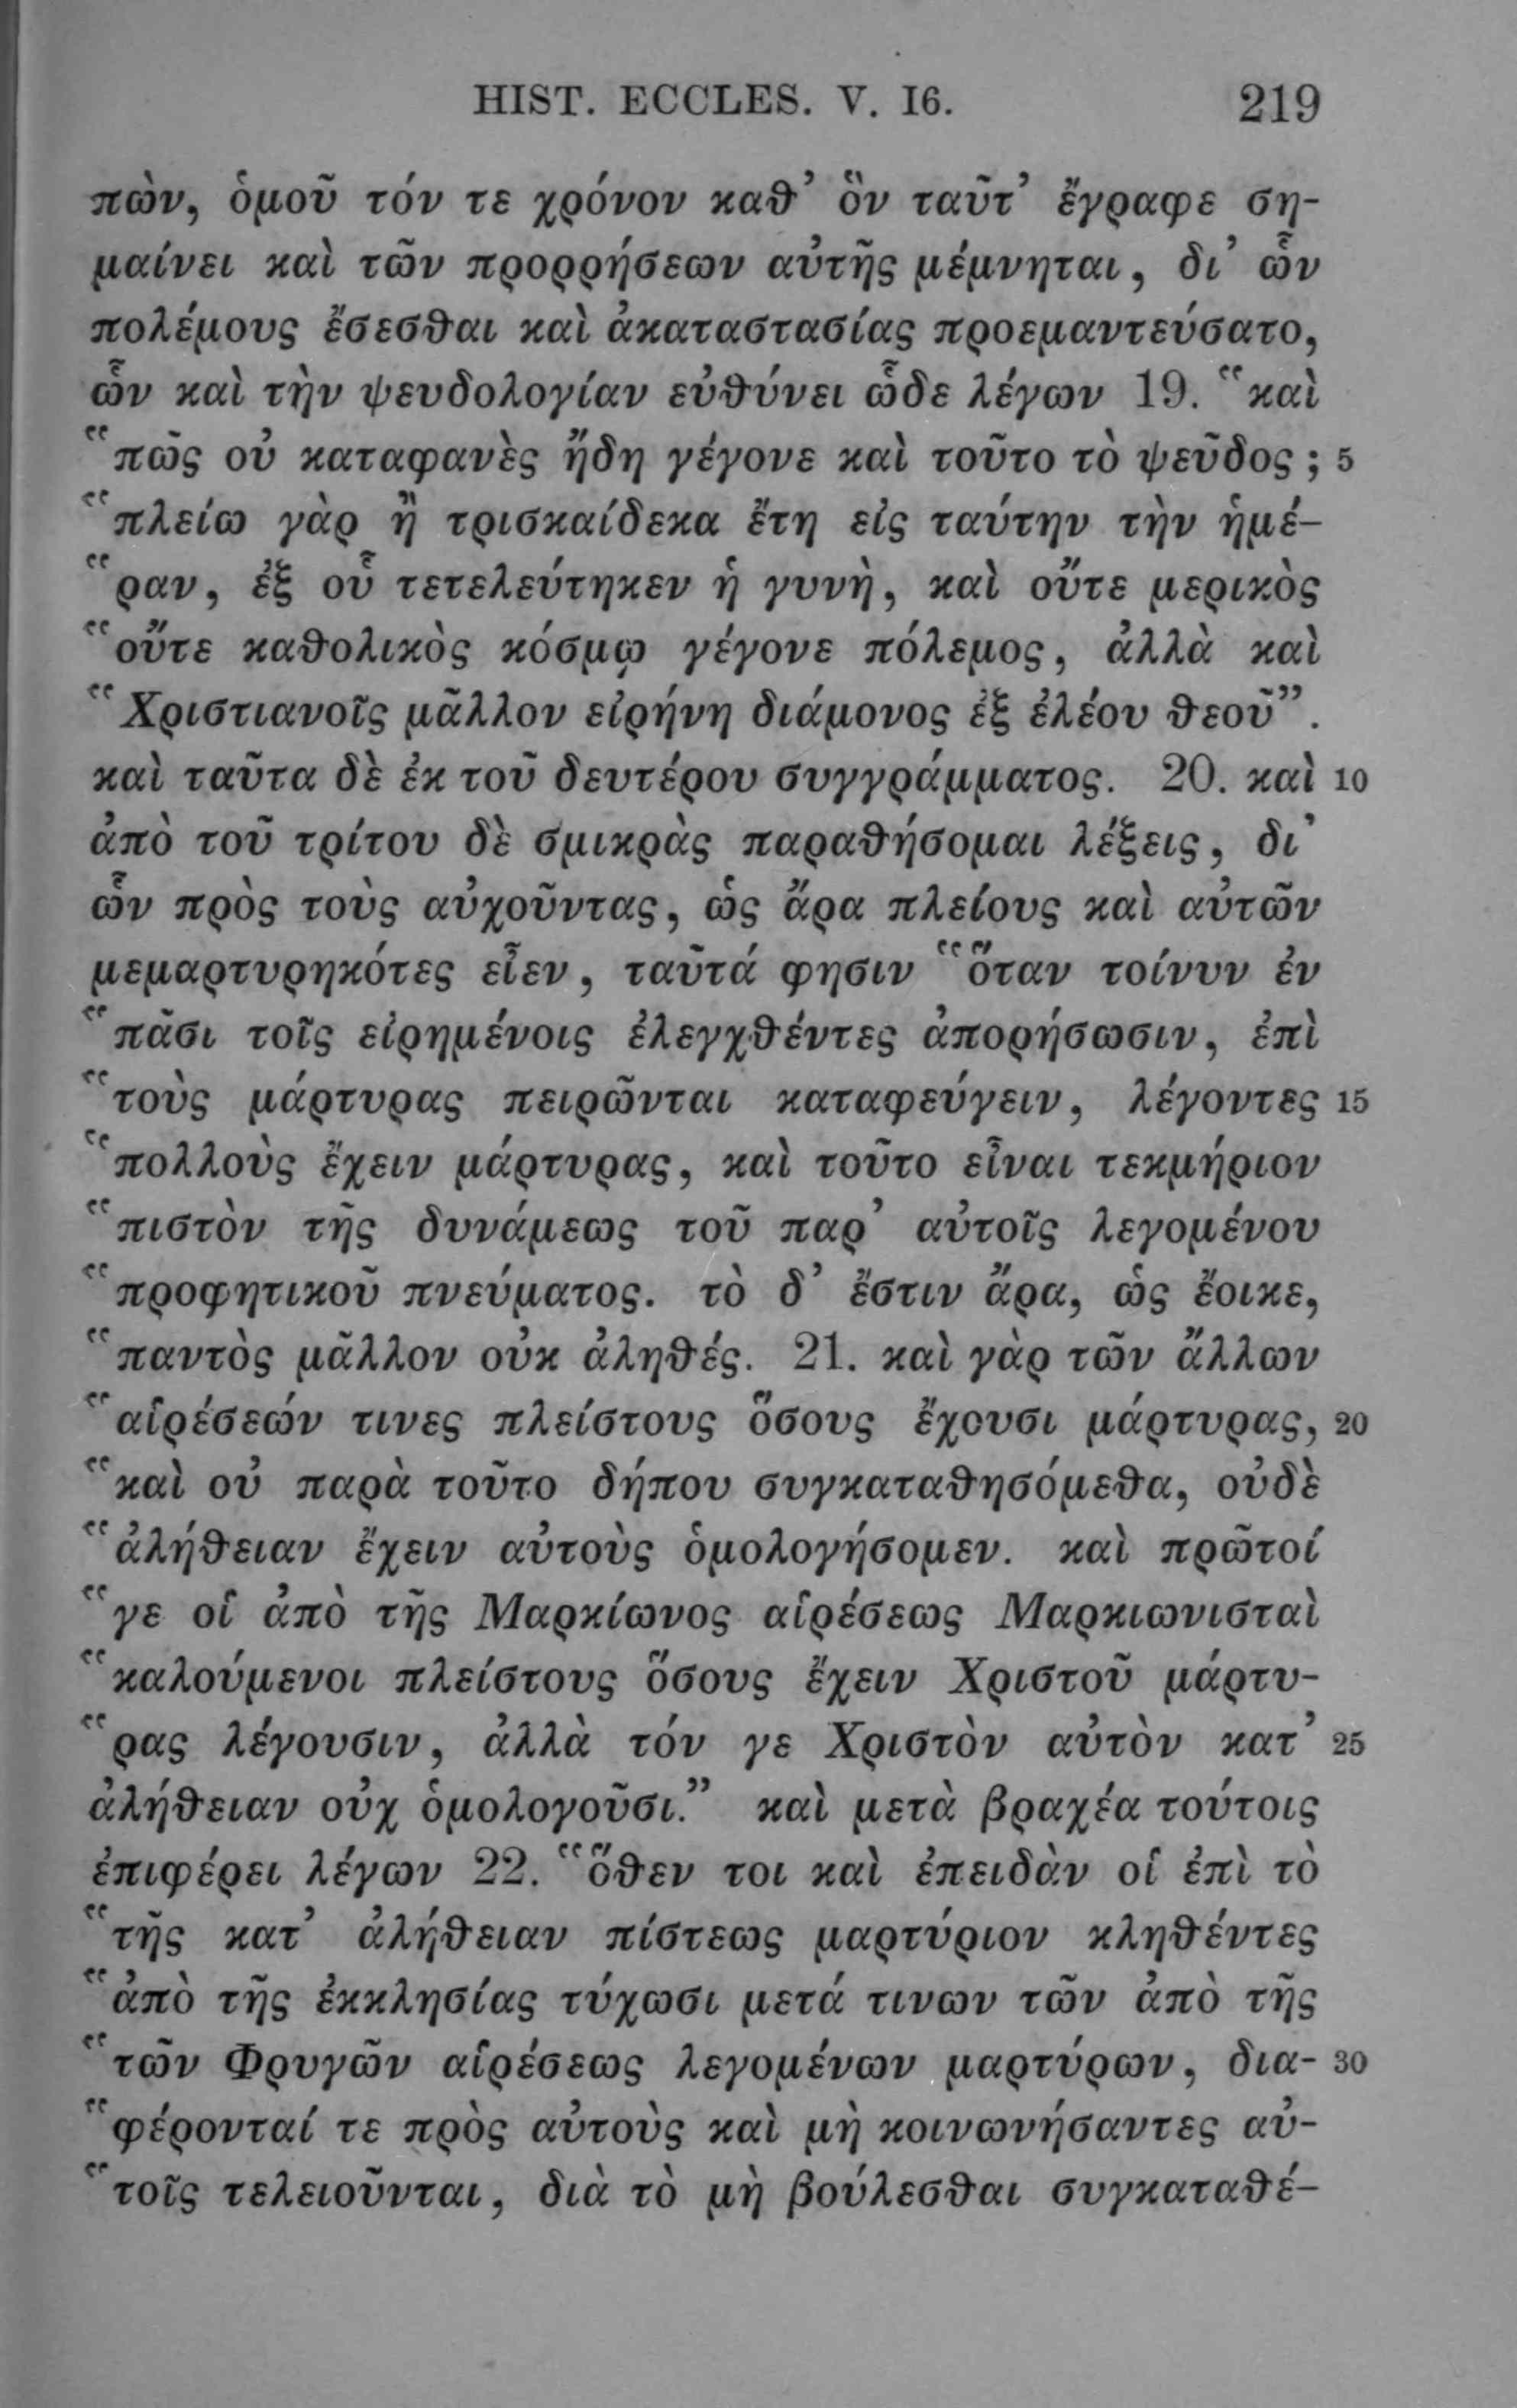 HIST. ECCLES. V. 16. 219
πὼν, ὁμοῦ τόν τε χρόνον καθ’ ὃν ταῦτ’ ἔγραφε ση-
μαίνει καὶ τῶν προρρήσεων αὐτῆς μέμνηται, δι’ ὧν
πολέμους ἔσεσθαι καὶ ἀκαταστασίας προεμαντεύσατο,
ὧν καὶ τὴν ψευδολογίαν εὐθύνει ὧδε λέγων 19. “καὶ
“πῶς οὐ καταφανὲς ἤδη γέγονε καὶ τοῦτο τὸ ψεῦδος; 5
“πλείω γὰρ ἢ τρισκαίδεκα ἔτη εἰς ταύτην τὴν ἡμέ-
“ραν, ἐξ οὗ τετελεύτηκεν ἡ γυνὴ, καὶ οὔτε μερικὸς
“οὔτε καθολικὸς κόσμῳ γέγονε πόλεμος, ἀλλὰ καὶ
“Χριστιανοῖς μᾶλλον εἰρήνη διάμονος ἐξ ἐλέου θεοῦ”.
καὶ ταῦτα δὲ ἐκ τοῦ δευτέρου συγγράμματος. 20. καὶ 10
ἀπὸ τοῦ τρίτου δὲ σμικρὰς παραθήσομαι λέξεις, δι’
ὧν πρὸς τοὺς αὐχοῦντας, ὡς ἄρα πλείους καὶ αὐτῶν
μεμαρτυρηκότες εἶεν, ταῦτά φησιν “ὅταν τοίνυν ἐν
“πᾶσι τοῖς εἰρημένοις ἐλεγχθέντες ἀπορήσωσιν, ἐπὶ
“τοὺς μάρτυρας πειρῶνται καταφεύγειν, λέγοντες 15
“πολλοὺς ἔχειν μάρτυρας, καὶ τοῦτο εἶναι τεκμήριον
“πιστὸν τῆς δυνάμεως τοῦ παρ’ αὐτοῖς λεγομένου
“προφητικοῦ πνεύματος. τὸ δ’ ἔστιν ἄρα, ὡς ἔοικε,
“παντὸς μᾶλλον οὐκ ἀληθές. 21. καὶ γὰρ τῶν ἄλλων
“αἱρέσεών τινες πλείστους ὅσους ἔχουσι μάρτυρας, 20
“καὶ οὐ παρὰ τοῦτο δήπου συγκαταθησόμεθα, οὐδὲ
“ἀλήθειαν ἔχειν αὐτοὺς ὁμολογήσομεν. καὶ πρῶτοί
“γε οἱ ἀπὸ τῆς Μαρκίωνος αἱρέσεως Μαρκιωνισταὶ
“καλούμενοι πλείστους ὅσους ἔχειν Χριστοῦ μάρτυ-
“ρας λέγουσιν, ἀλλὰ τόν γε Χριστὸν αὐτὸν κατ’ 25
ἀλήθειαν οὐχ ὁμολογοῦσι.” καὶ μετὰ βραχέα τούτοις
ἐπιφέρει λέγων 22. “ὅθεν τοι καὶ ἐπειδὰν οἱ ἐπὶ τὸ
“τῆς κατ’ ἀλήθειαν πίστεως μαρτύριον κληθέντες
“ἀπὸ τῆς ἐκκλησίας τύχωσι μετά τινων τῶν ἀπὸ τῆς
“τῶν Φρυγῶν αἱρέσεως λεγομένων μαρτύρων, δια- 30
“φέρονταί τε πρὸς αὐτοὺς καὶ μὴ κοινωνήσαντες αὐ-
“τοῖς τελειοῦνται, διὰ τὸ μὴ βούλεσθαι συγκαταθέ-